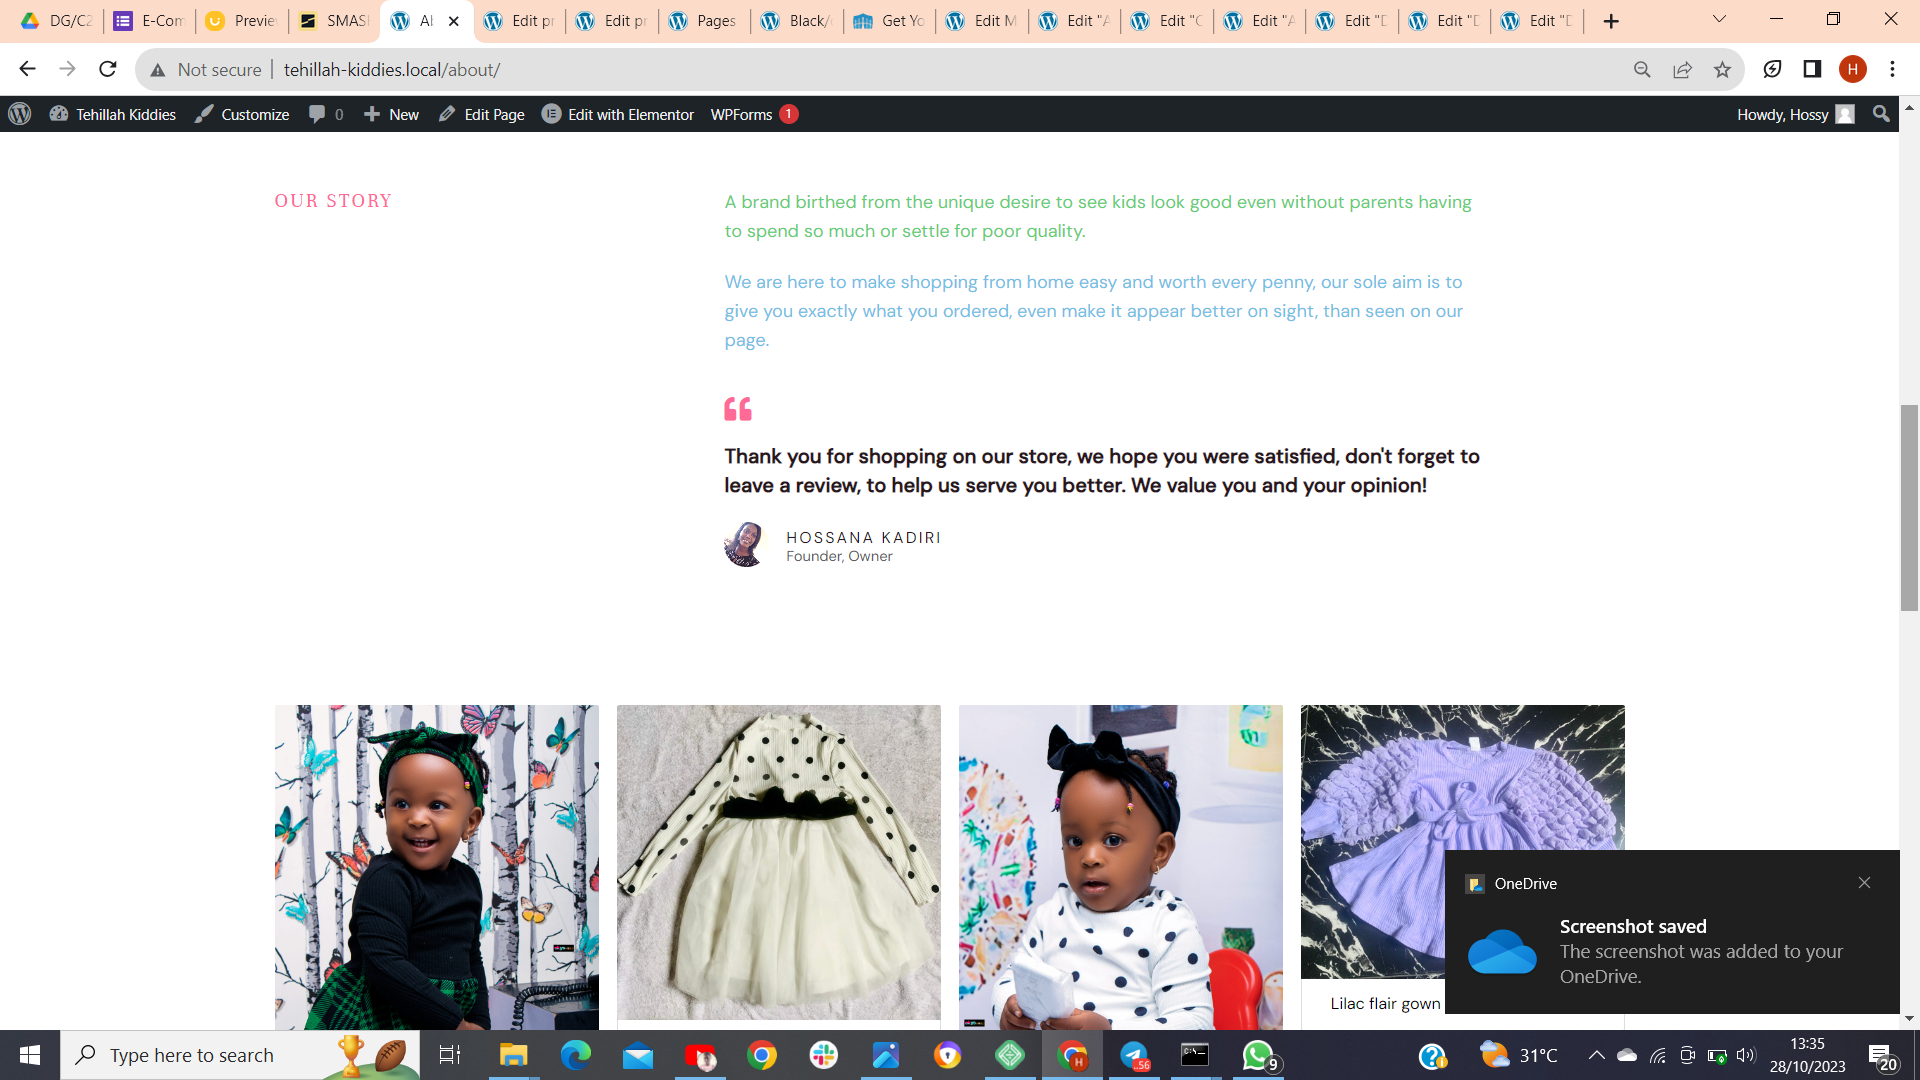 DG/C2
E-Com
Previe
SMAS
Al
Edit pr
Edit pr
Pages
Black/
Get Yo
Edit M
Edit "A
Edit "C
Edit "A
Edit "D
Edit "D
Edit "D
Not secure
tehillah-kiddies.local/about/
H
Tehillah Kiddies
Customize
0
New
Edit Page
Edit with Elementor
WPForms 1
Howdy, Hossy
OUR STORY
A brand birthed from the unique desire to see kids look good even without parents having
to spend so much or settle for poor quality.
We are here to make shopping from home easy and worth every penny, our sole aim is to
give you exactly what you ordered, even make it appear better on sight, than seen on our
page.
Thank you for shopping on our store, we hope you were satisfied, don't forget to
leave a review, to help us serve you better. We value you and your opinion!
HOSSANA KADIRI
Founder, Owner
Lilac flair gown
OneDrive
Screenshot saved
The screenshot was added to your
OneDrive.
Type here to search
H
..56
C:\_
9
31°C
13:35
28/10/2023
20